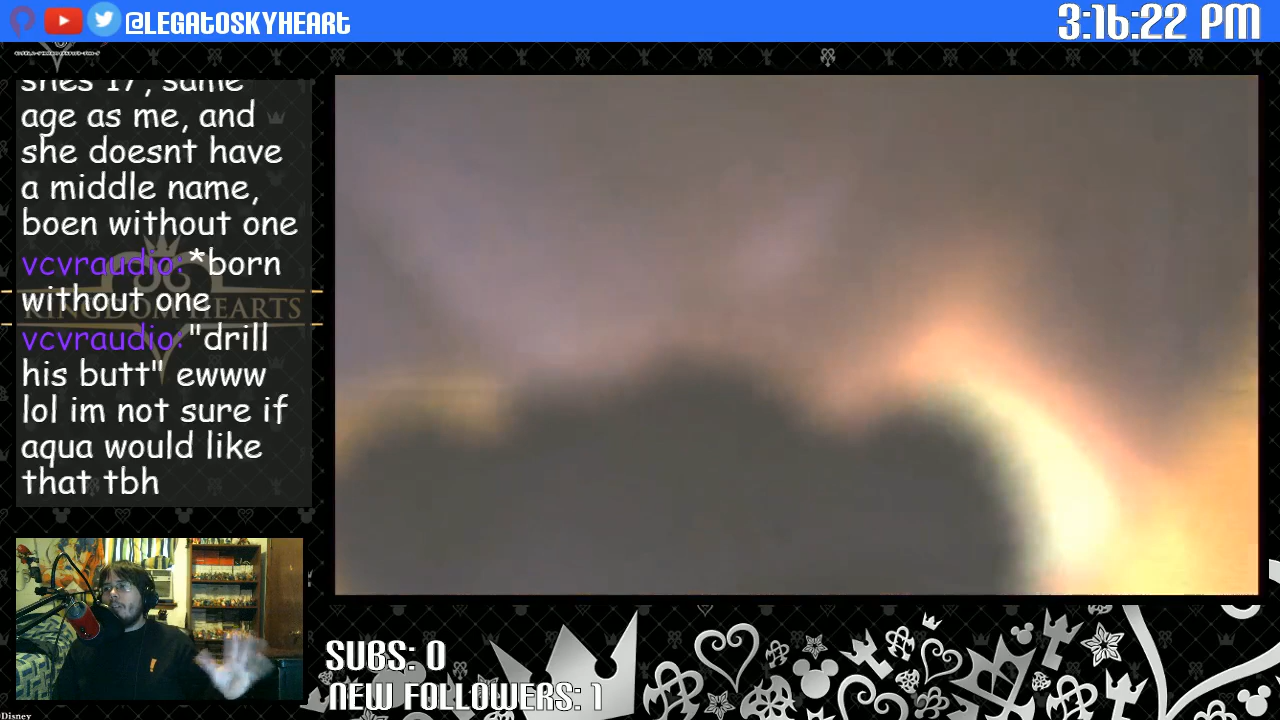 @LEGATOSKYHEART
3:16:22 PM
shes 17, same
age as me, and
she doesnt have
a middle name,
boen without one
vcvraudio: *born
without one
KINGDOM HEARTS
vcvraudio: "drill
his butt" ewww
lol im not sure if
aqua would like
that tbh
SUBS: 0
NEW FOLLOWERS: 1
Disney